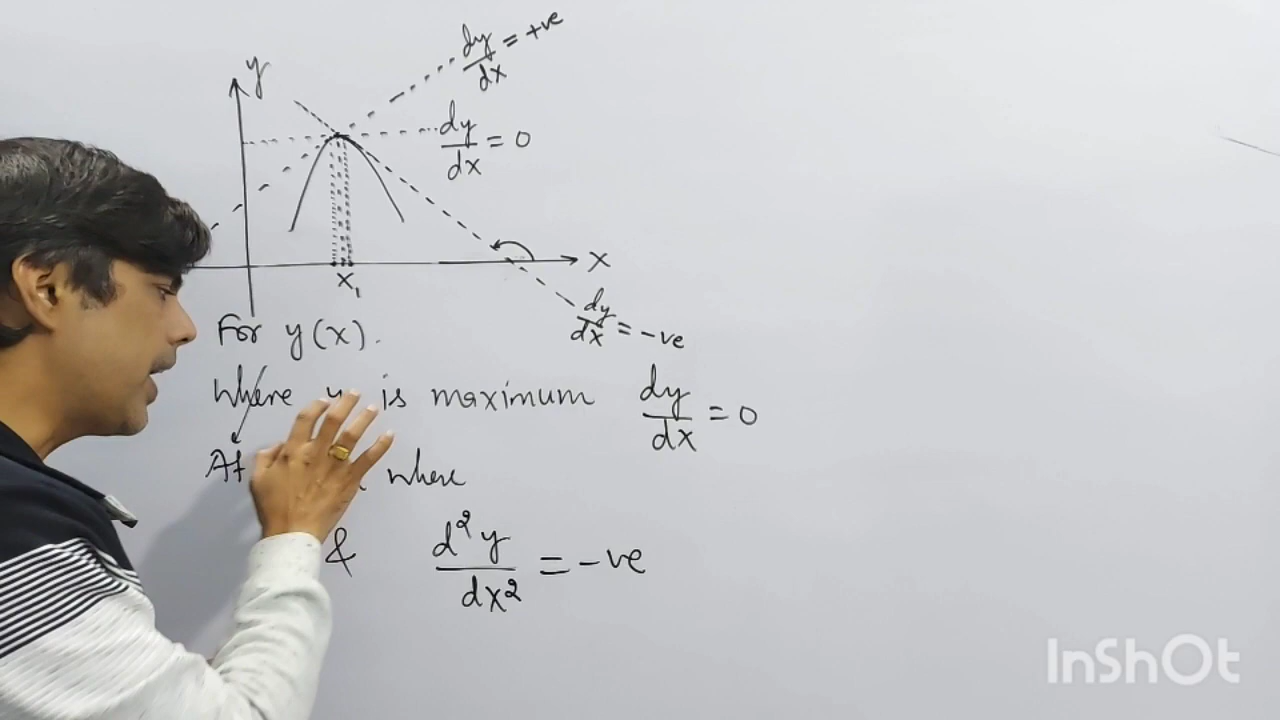 dy/dx = +ve
y
dy/dx = 0
x
x₁
dy/dx = -ve
For y(x).
Where y is maximum dy/dx = 0
At where
& d²y/dx² = -ve
InShOt